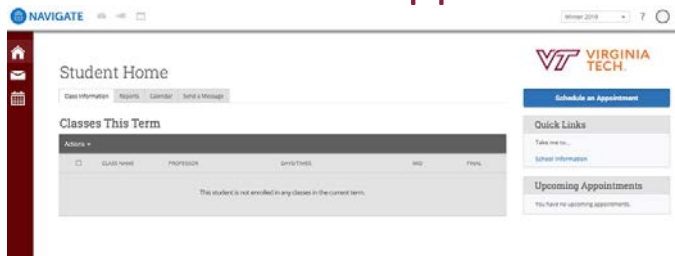 NAVIGATE
Winter 2019
?
Student Home
VIRGINIA
TECH.
Class Information Reports Calendar Send a Message
Schedule an Appointment
Classes This Term
Quick Links
Actions
Take me to...
CLASS NAME PROFESSOR DAYS/TIMES MID FINAL
School Information
This student is not enrolled in any classes in the current term.
Upcoming Appointments
You have no upcoming appointments.